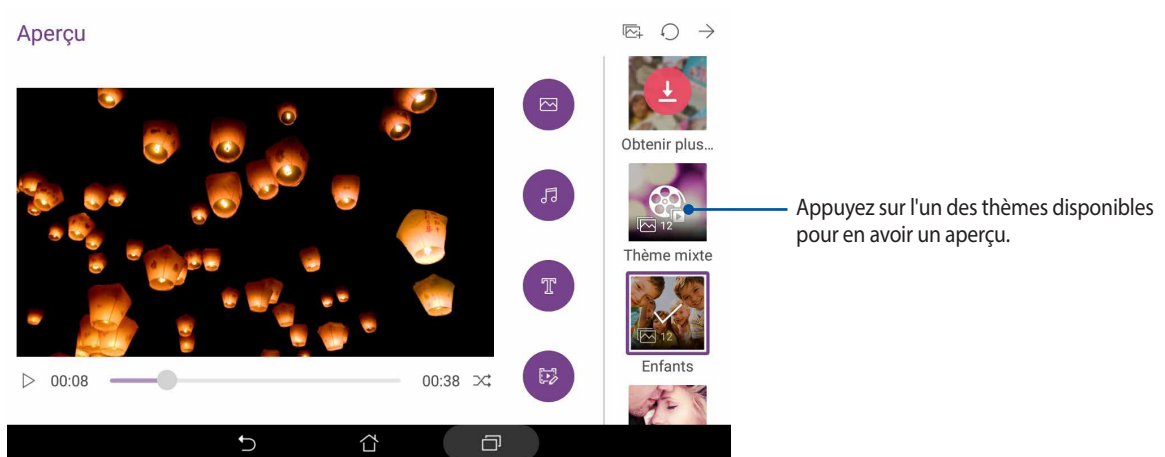 Aperçu
Obtenir plus...
12
Thème mixte
Appuyez sur l'un des thèmes disponibles
pour en avoir un aperçu.
T
12
Enfants
00:08
00:38